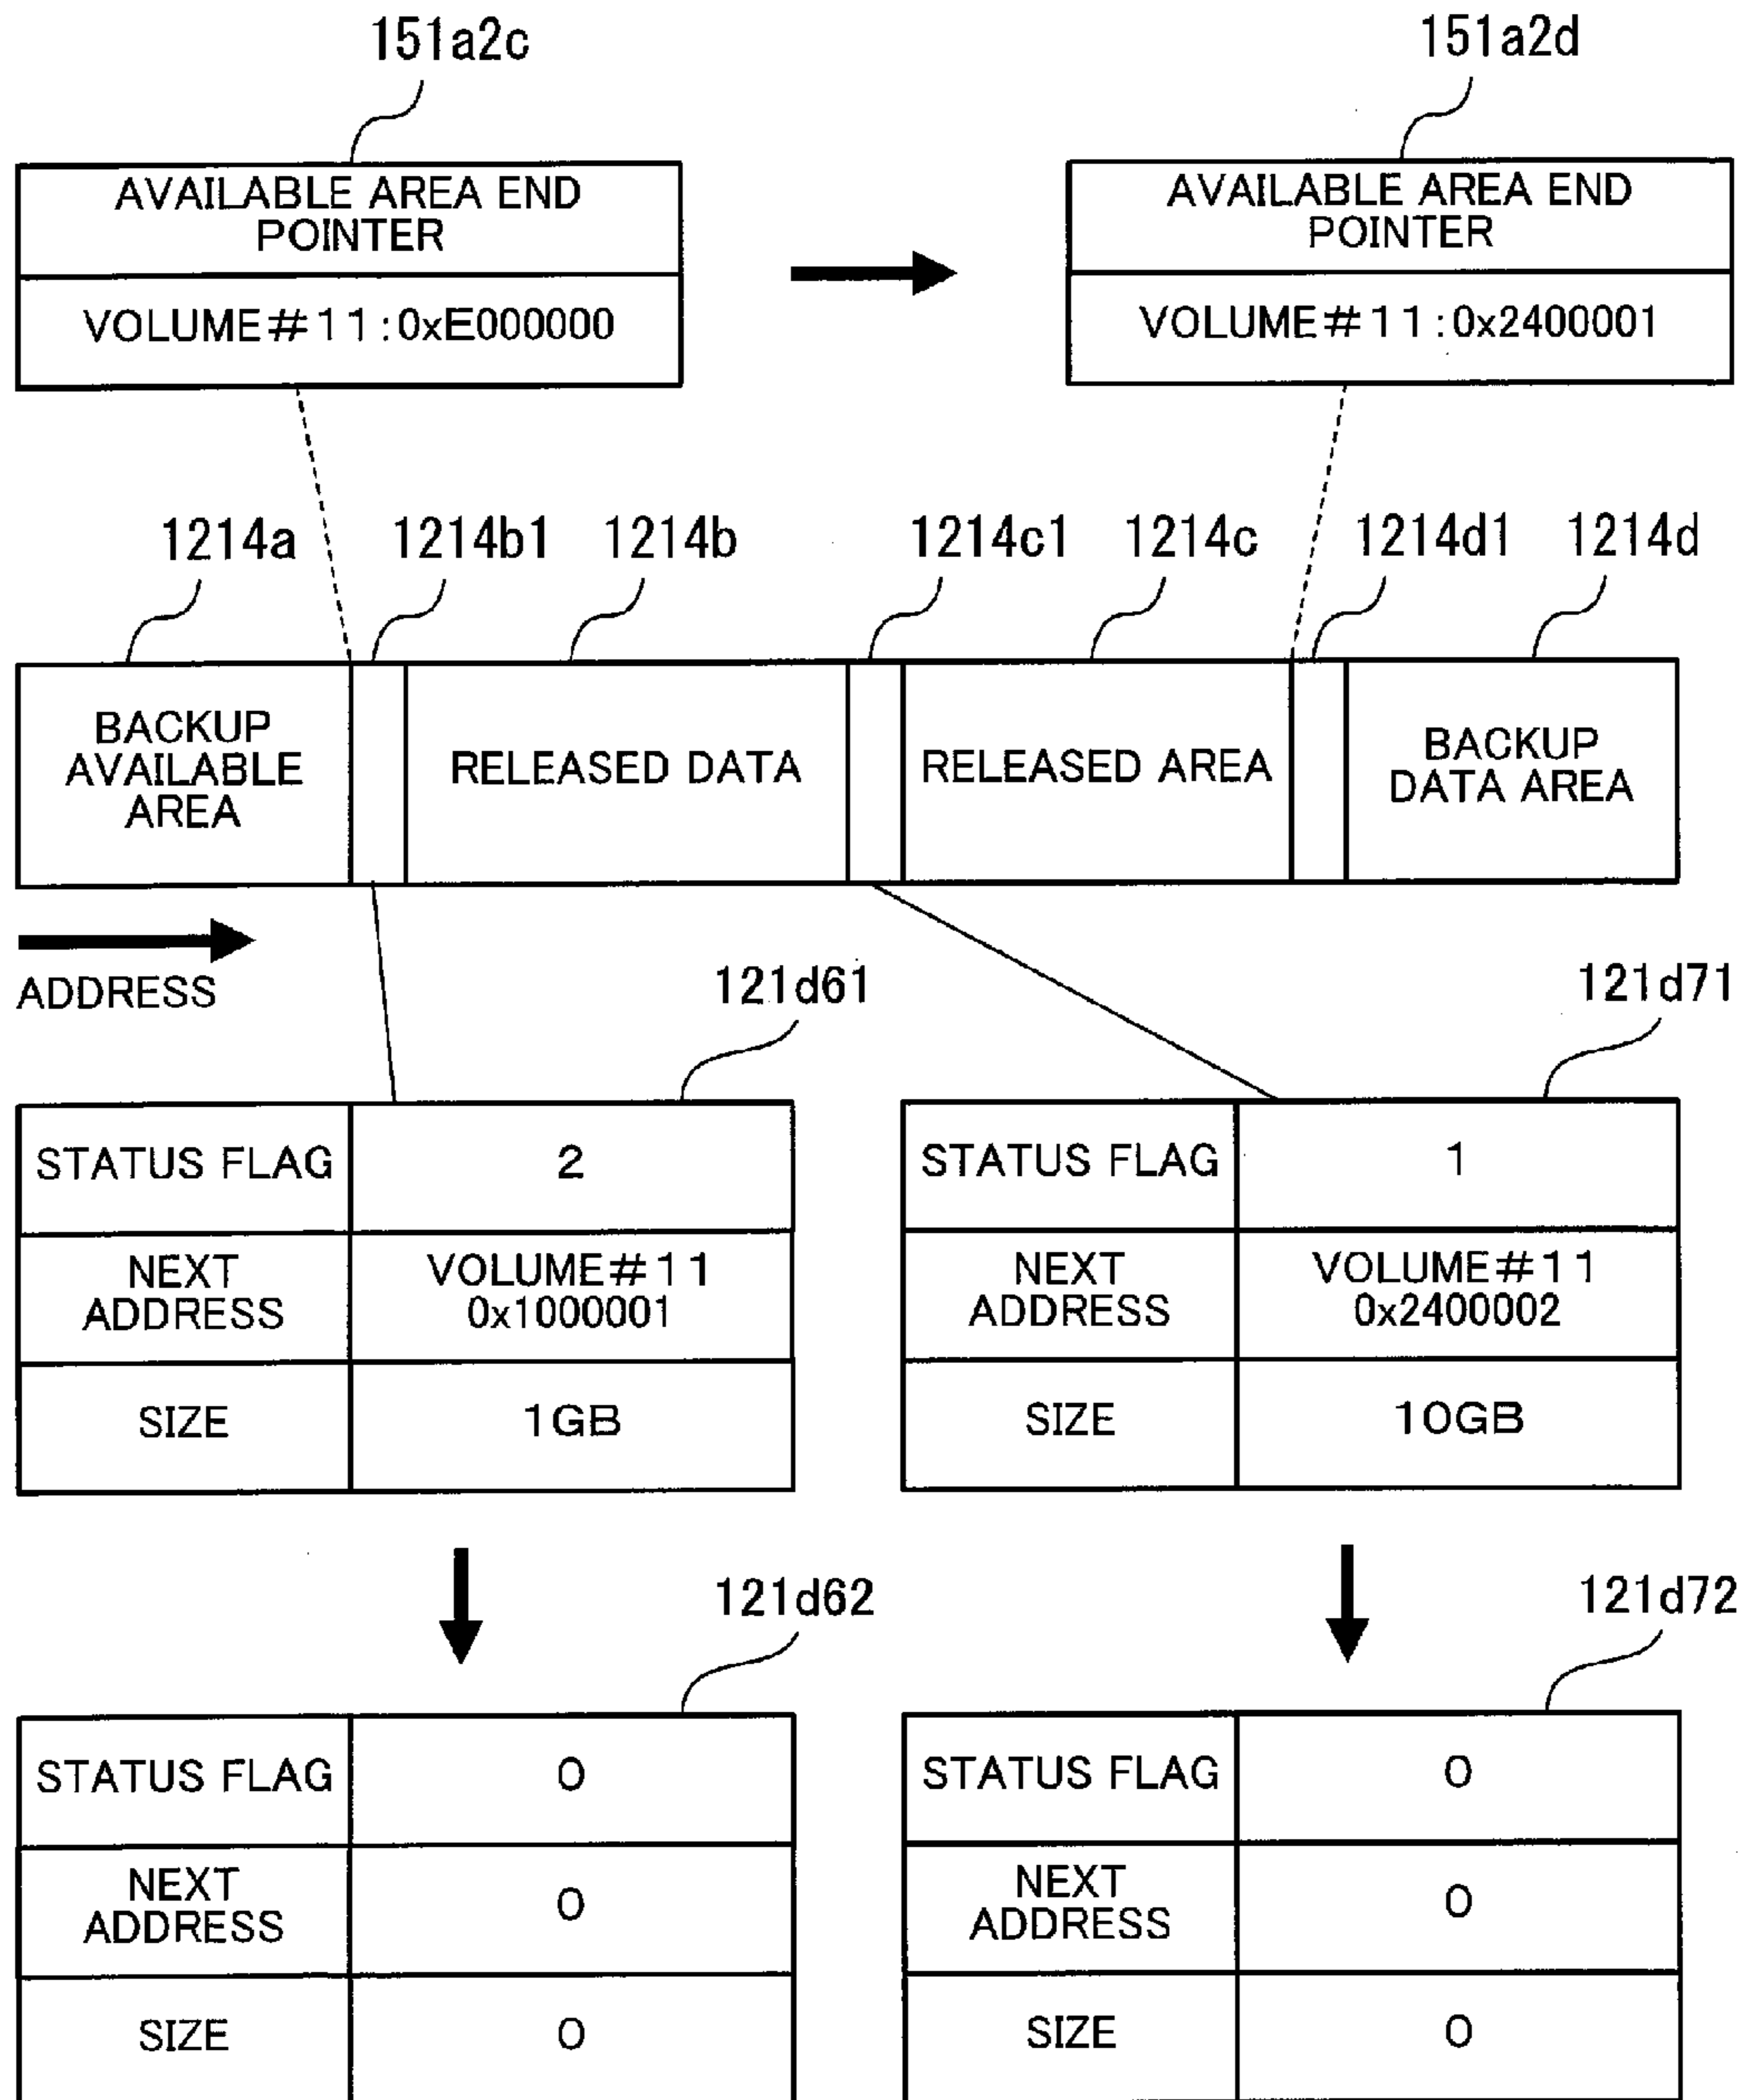 151a2c
151a2d
AVAILABLE AREA END
POINTER
VOLUME#11:0xE000000
AVAILABLE AREA END
POINTER
VOLUME#11:0x2400001
1214a
1214b1
1214b
1214c1
1214c
1214d1
1214d
BACKUP
AVAILABLE
AREA
RELEASED DATA
RELEASED AREA
BACKUP
DATA AREA
ADDRESS
121d61
121d71
STATUS FLAG
2
NEXT
ADDRESS
VOLUME#11
0x1000001
SIZE
1GB
STATUS FLAG
1
NEXT
ADDRESS
VOLUME#11
0x2400002
SIZE
10GB
121d62
121d72
STATUS FLAG
0
NEXT
ADDRESS
0
SIZE
0
STATUS FLAG
0
NEXT
ADDRESS
0
SIZE
0